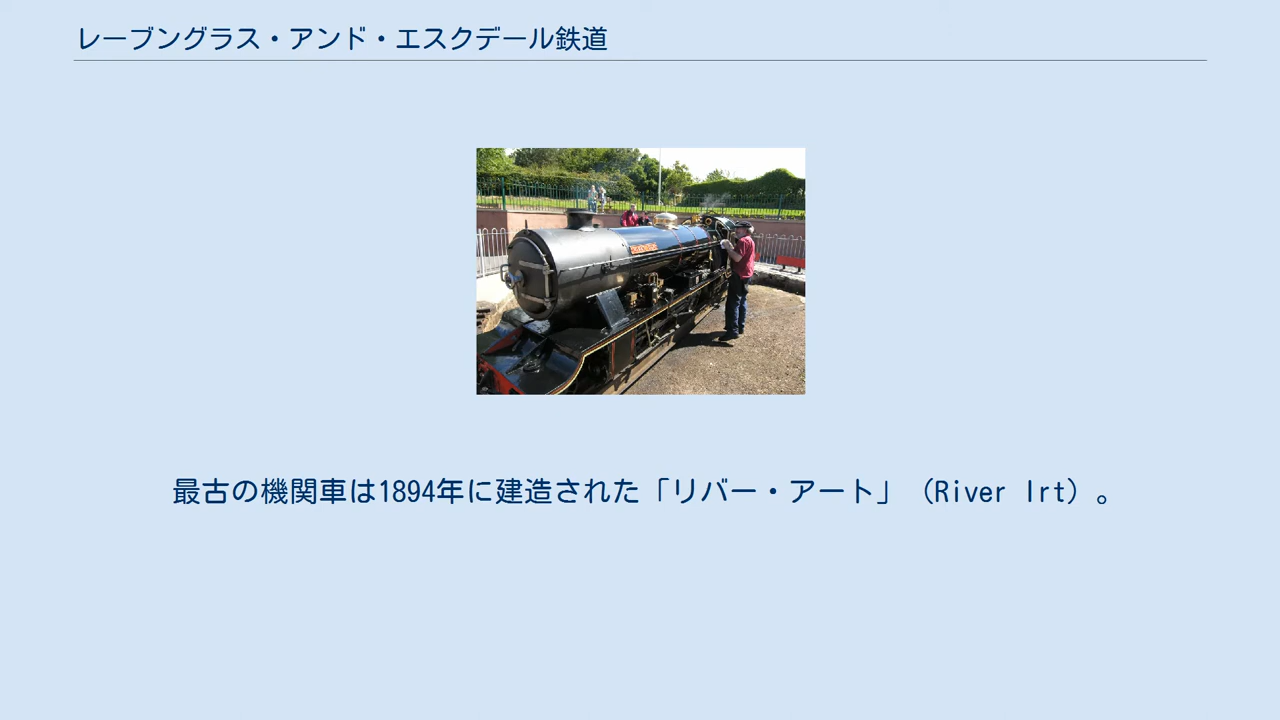 レーブングラス・アンド・エスクデール鉄道
最古の機関車は1894年に建造された「リバー・アート」（River Irt）。